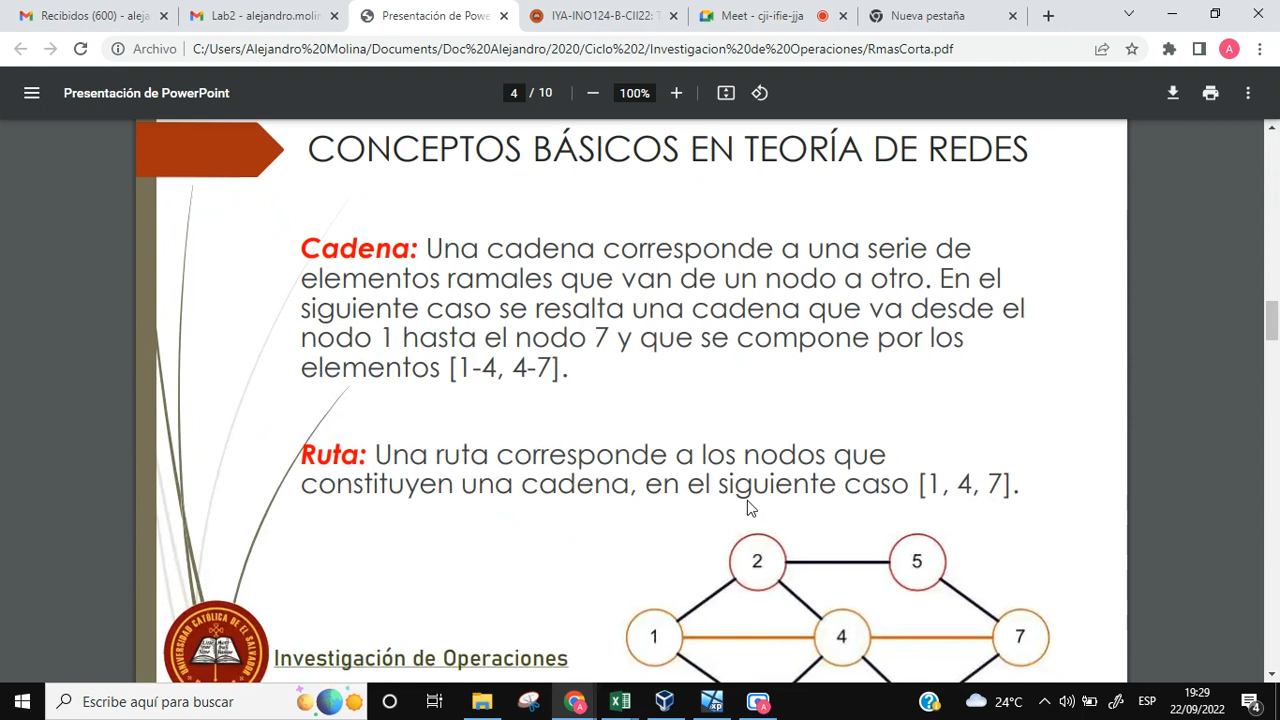 Recibidos (600) - aleja
Lab2 - alejandro.molin
Presentación de Powe
IYA-INO124-B-CII22: T
Meet - cji-ifie-jja
Nueva pestaña
Archivo
C:/Users/Alejandro%20Molina/Documents/Doc%20Alejandro/2020/Ciclo%202/Investigacion%20de%20Operaciones/RmasCorta.pdf
A
Presentación de PowerPoint
4 / 10
100%
CONCEPTOS BÁSICOS EN TEORÍA DE REDES
Cadena: Una cadena corresponde a una serie de
elementos ramales que van de un nodo a otro. En el
siguiente caso se resalta una cadena que va desde el
nodo 1 hasta el nodo 7 y que se compone por los
elementos [1-4, 4-7].
Ruta: Una ruta corresponde a los nodos que
constituyen una cadena, en el siguiente caso [1, 4, 7].
2
5
1
4
7
UNIVERSIDAD CATÓLICA DE EL SALVADOR
Investigación de Operaciones
Escribe aquí para buscar
24°C
ESP
19:29
22/09/2022
4